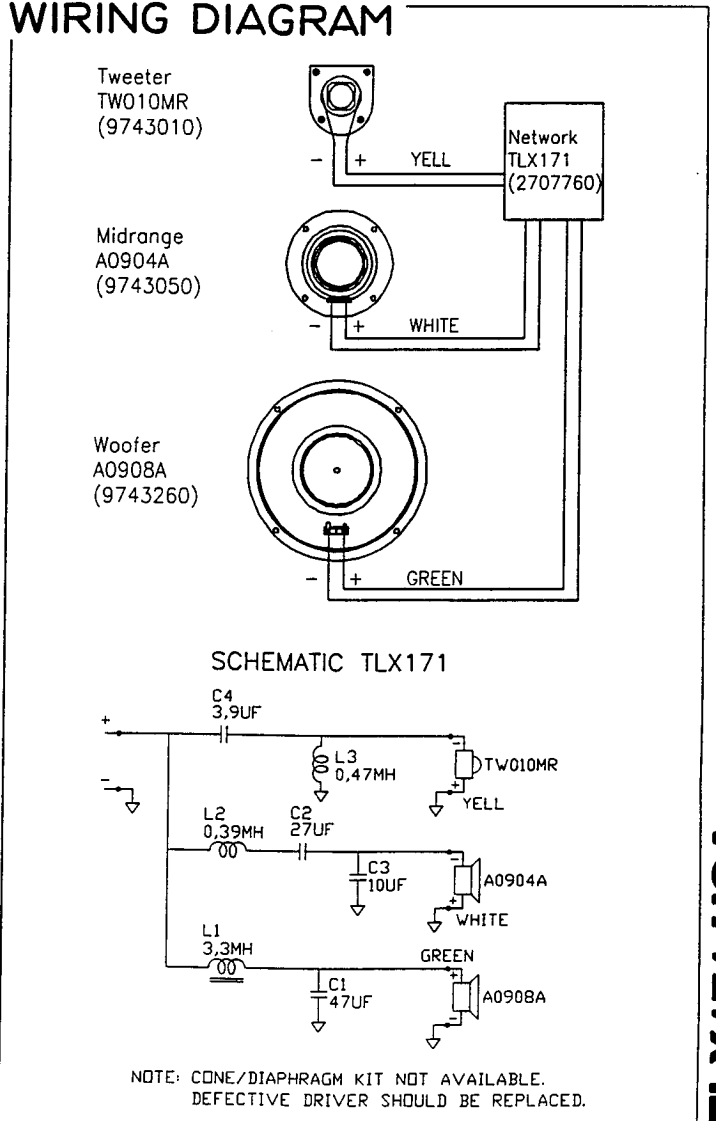 WIRING DIAGRAM
Tweeter
TW010MR
(9743010)
- + YELL
Network
TLX171
(2707760)
Midrange
A0904A
(9743050)
- + WHITE
Woofer
A0908A
(9743260)
- + GREEN
SCHEMATIC TLX171
C4
3,9UF
+
-
L3
0,47MH
-
TW010MR
+
YELL
L2
0,39MH
C2
27UF
C3
10UF
-
A0904A
+
WHITE
L1
3,3MH
GREEN
C1
47UF
+
A0908A
-
NOTE: CONE/DIAPHRAGM KIT NOT AVAILABLE.
DEFECTIVE DRIVER SHOULD BE REPLACED.